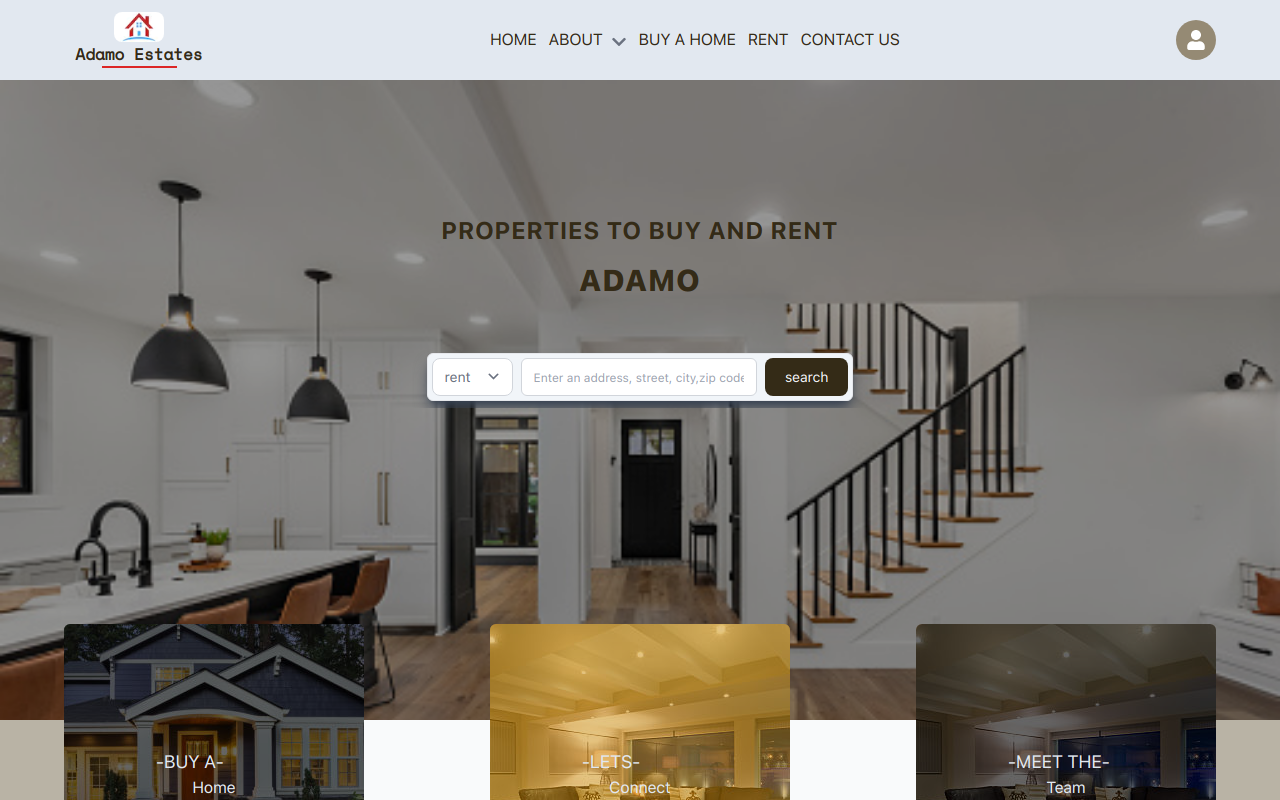 Adamo Estates
HOME ABOUT BUY A HOME RENT CONTACT US
PROPERTIES TO BUY AND RENT
ADAMO
rent Enter an address, street, city,zip code search
-BUY A-
Home
-LETS-
Connect
-MEET THE-
Team